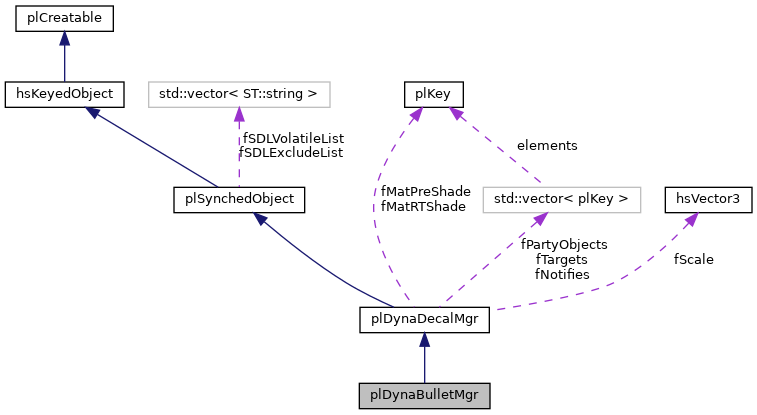 plCreatable
hsKeyedObject
std::vector< ST::string >
plKey
fSDLVolatileList
fSDLExcludeList
elements
plSynchedObject
fMatPreShade
fMatRTShade
std::vector< plKey >
hsVector3
fPartyObjects
fTargets
fNotifies
fScale
plDynaDecalMgr
plDynaBulletMgr